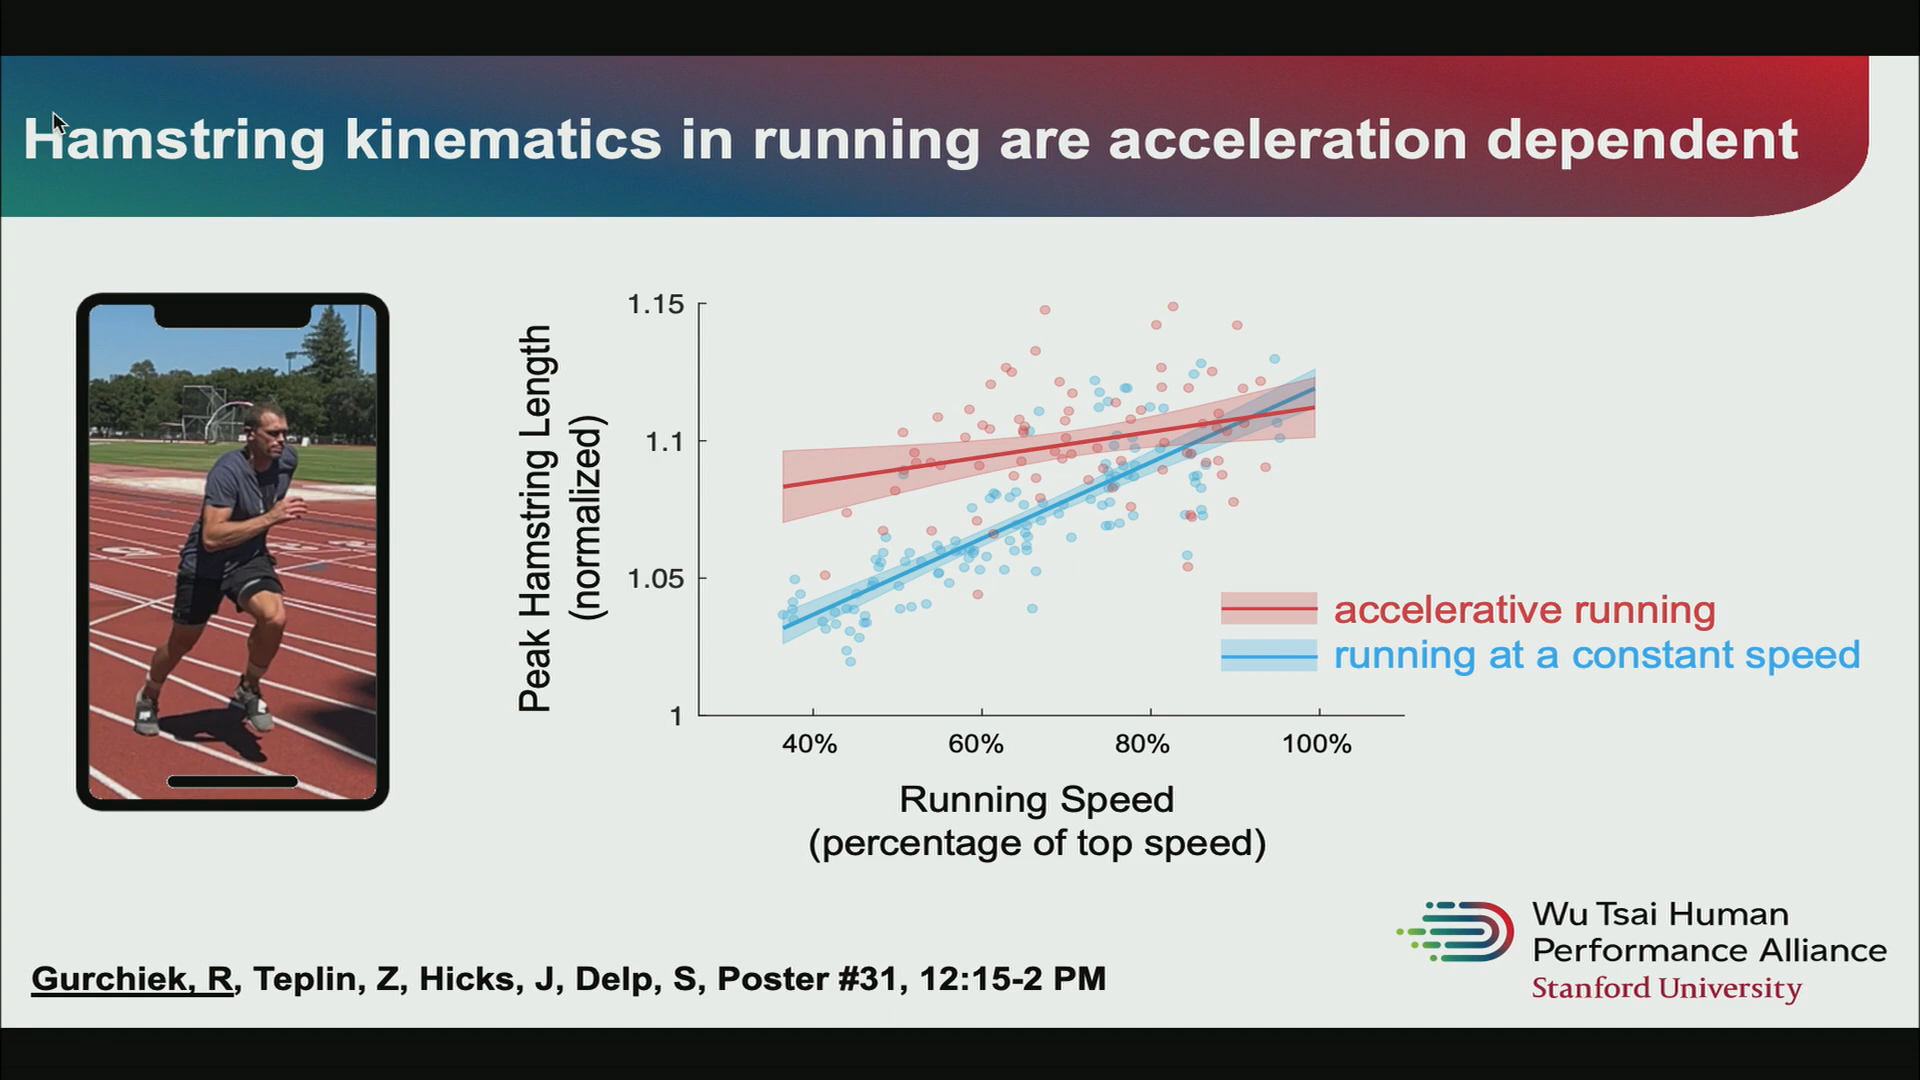 Hamstring kinematics in running are acceleration dependent
Peak Hamstring Length
(normalized)
1.15
1.1
1.05
1
40%
60%
80%
100%
Running Speed
(percentage of top speed)
accelerative running
running at a constant speed
Gurchiek, R, Teplin, Z, Hicks, J, Delp, S, Poster #31, 12:15-2 PM
Wu Tsai Human
Performance Alliance
Stanford University